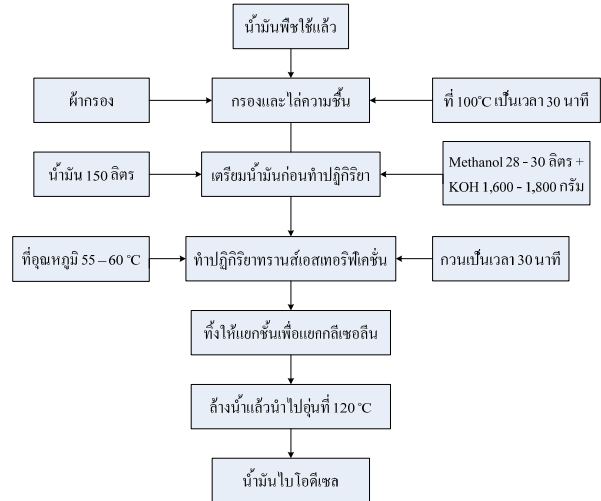 น้ำมันพืชใช้แล้ว
ผ้ากรอง
กรองและไล่ความชื้น
ที่ 100°C เป็นเวลา 30 นาที
น้ำมัน 150 ลิตร
เตรียมน้ำมันก่อนทำปฏิกิริยา
Methanol 28 - 30 ลิตร +
KOH 1,600 - 1,800 กรัม
ที่อุณหภูมิ 55 – 60 °C
ทำปฏิกิริยาทรานส์เอสเทอริฟิเคชั่น
กวนเป็นเวลา 30 นาที
ทิ้งให้แยกชั้นเพื่อแยกกลีเซอลีน
ล้างน้ำแล้วนำไปอุ่นที่ 120 °C
น้ำมันไบโอดีเซล